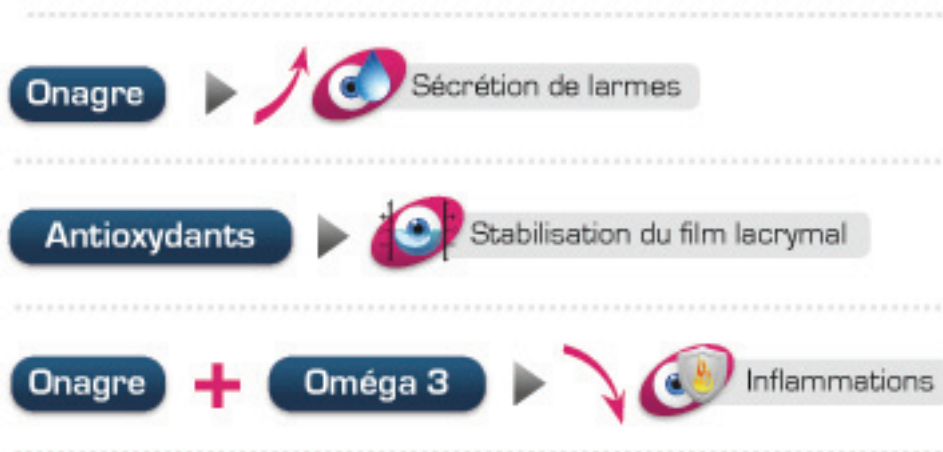 Onagre Sécrétion de larmes
Antioxydants Stabilisation du film lacrymal
Onagre + Oméga 3 Inflammations